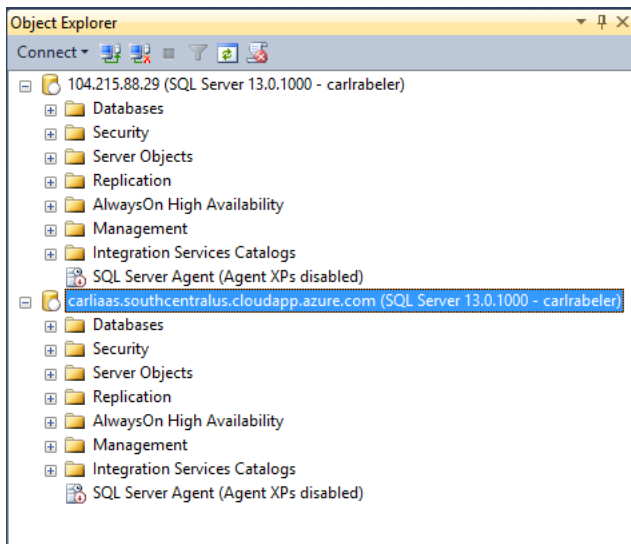 Object Explorer
Connect
104.215.88.29 (SQL Server 13.0.1000 - carlrabeler)
Databases
Security
Server Objects
Replication
AlwaysOn High Availability
Management
Integration Services Catalogs
SQL Server Agent (Agent XPs disabled)
carliaas.southcentralus.cloudapp.azure.com (SQL Server 13.0.1000 - carlrabeler)
Databases
Security
Server Objects
Replication
AlwaysOn High Availability
Management
Integration Services Catalogs
SQL Server Agent (Agent XPs disabled)